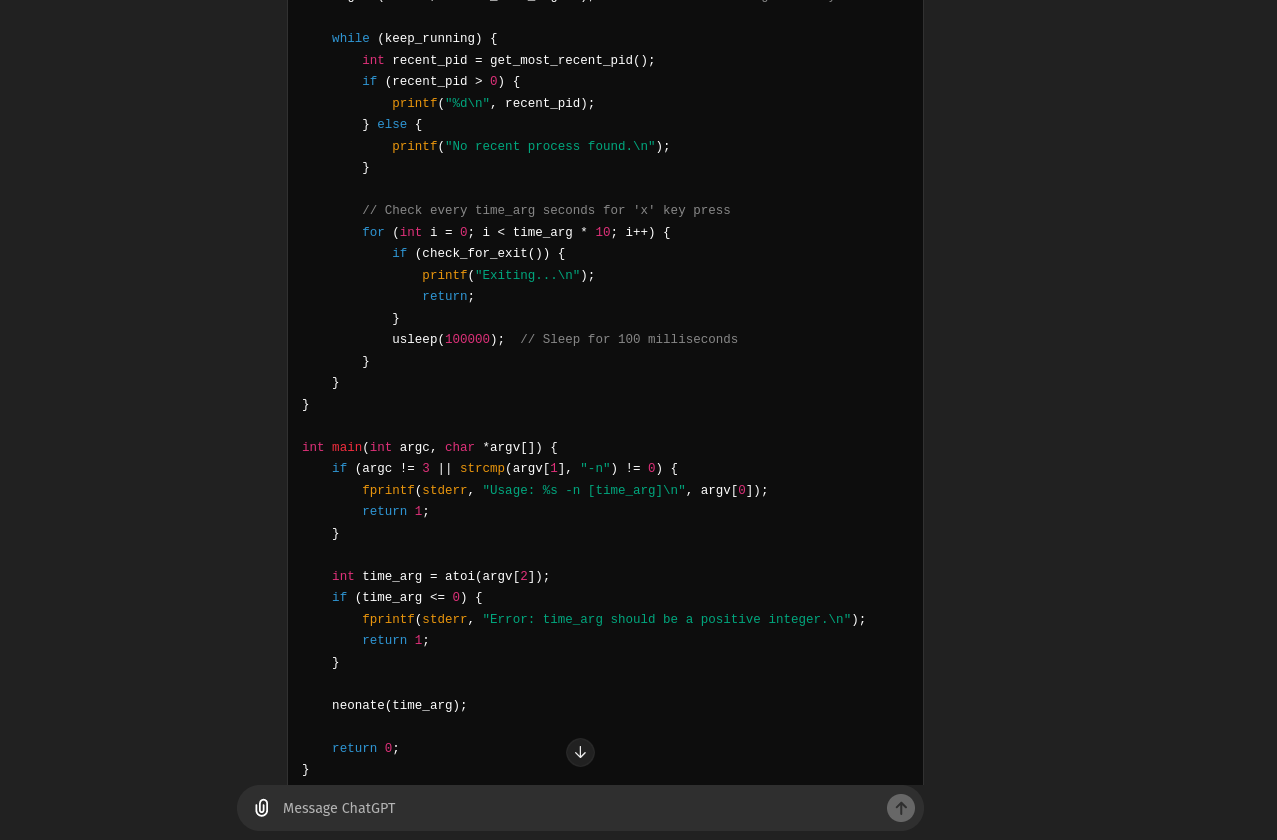 while (keep_running) {
int recent_pid = get_most_recent_pid();
if (recent_pid > 0) {
printf("%d\n", recent_pid);
} else {
printf("No recent process found.\n");
}
// Check every time_arg seconds for 'x' key press
for (int i = 0; i < time_arg * 10; i++) {
if (check_for_exit()) {
printf("Exiting...\n");
return;
}
usleep(100000);  // Sleep for 100 milliseconds
}
}
}
int main(int argc, char *argv[]) {
if (argc != 3 || strcmp(argv[1], "-n") != 0) {
fprintf(stderr, "Usage: %s -n [time_arg]\n", argv[0]);
return 1;
}
int time_arg = atoi(argv[2]);
if (time_arg <= 0) {
fprintf(stderr, "Error: time_arg should be a positive integer.\n");
return 1;
}
neonate(time_arg);
return 0;
}
Message ChatGPT